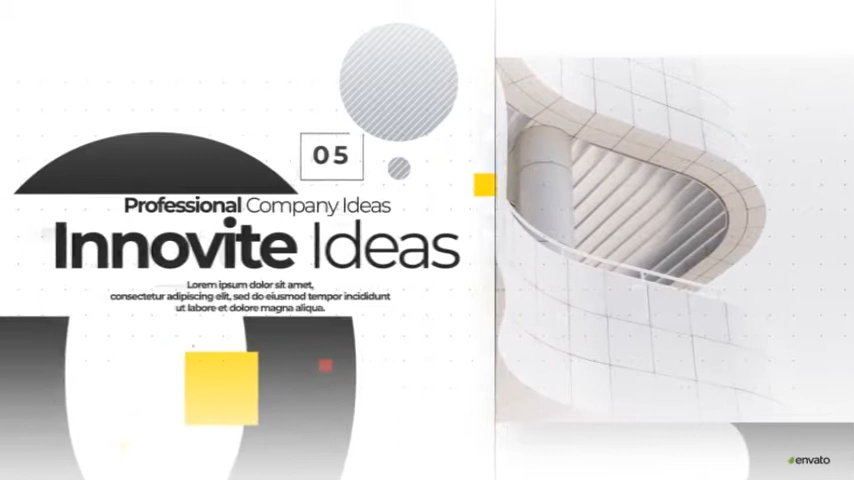 05
Professional Company Ideas
Innovite Ideas
Lorem ipsum dolor sit amet,
consectetur adipiscing elit, sed do eiusmod tempor incididunt
ut labore et dolore magna aliqua.
envato